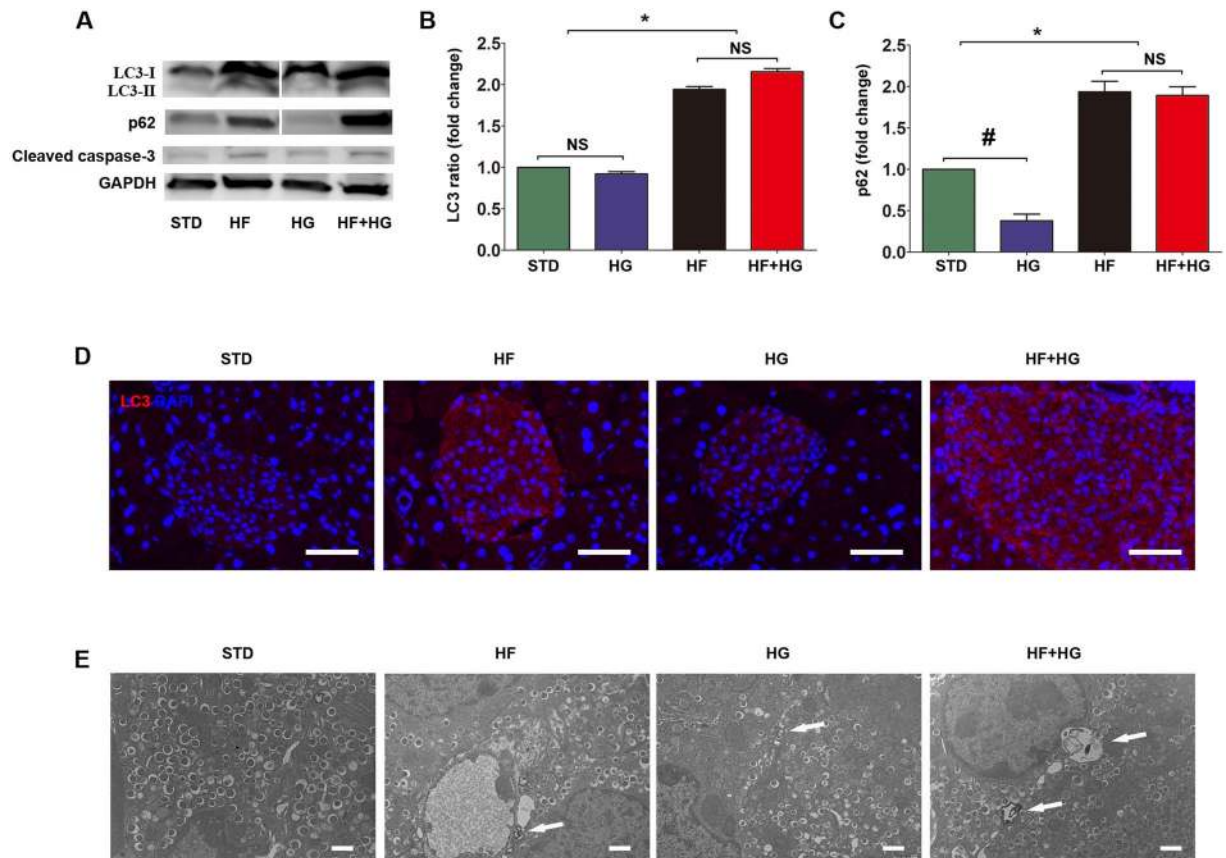 A
LC3-I
LC3-II
p62
Cleaved caspase-3
GAPDH
STD HF HG HF+HG
B
LC3 ratio (fold change)
2.5
2.0
1.5
1.0
0.5
0.0
*
NS
NS
STD HG HF HF+HG
C
p62 (fold change)
2.5
2.0
1.5
1.0
0.5
0.0
*
NS
#
STD HG HF HF+HG
D
STD HF HG HF+HG
LC3 DAPI
E
STD HF HG HF+HG